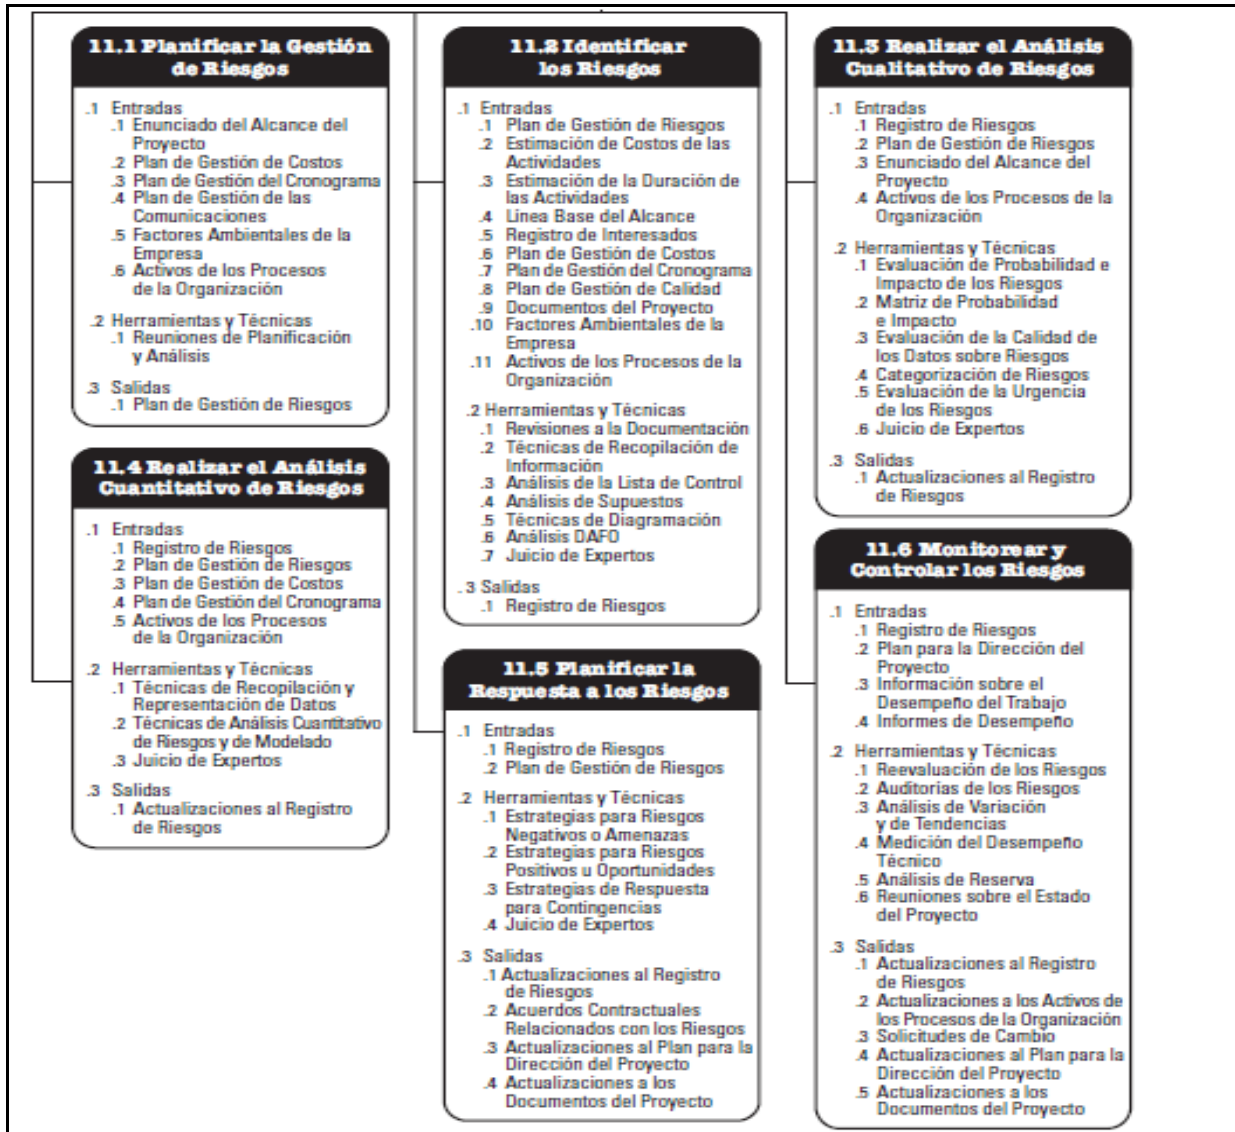 11.1 Planificar la Gestión
de Riesgos
.1 Entradas
.1 Enunciado del Alcance del
Proyecto
.2 Plan de Gestión de Costos
.3 Plan de Gestión del Cronograma
.4 Plan de Gestión de las
Comunicaciones
.5 Factores Ambientales de la
Empresa
.6 Activos de los Procesos
de la Organización
.2 Herramientas y Técnicas
.1 Reuniones de Planificación
y Análisis
.3 Salidas
.1 Plan de Gestión de Riesgos
11.2 Identificar
los Riesgos
.1 Entradas
.1 Plan de Gestión de Riesgos
.2 Estimación de Costos de las
Actividades
.3 Estimación de la Duración de
las Actividades
.4 Línea Base del Alcance
.5 Registro de Interesados
.6 Plan de Gestión de Costos
.7 Plan de Gestión del Cronograma
.8 Plan de Gestión de Calidad
.9 Documentos del Proyecto
.10 Factores Ambientales de la
Empresa
.11 Activos de los Procesos de la
Organización
.2 Herramientas y Técnicas
.1 Revisiones a la Documentación
.2 Técnicas de Recopilación de
Información
.3 Análisis de la Lista de Control
.4 Análisis de Supuestos
.5 Técnicas de Diagramación
.6 Análisis DAFO
.7 Juicio de Expertos
.3 Salidas
.1 Registro de Riesgos
11.3 Realizar el Análisis
Cualitativo de Riesgos
.1 Entradas
.1 Registro de Riesgos
.2 Plan de Gestión de Riesgos
.3 Enunciado del Alcance del
Proyecto
.4 Activos de los Procesos de la
Organización
.2 Herramientas y Técnicas
.1 Evaluación de Probabilidad e
Impacto de los Riesgos
.2 Matriz de Probabilidad
e Impacto
.3 Evaluación de la Calidad de
los Datos sobre Riesgos
.4 Categorización de Riesgos
.5 Evaluación de la Urgencia
de los Riesgos
.6 Juicio de Expertos
.3 Salidas
.1 Actualizaciones al Registro
de Riesgos
11.4 Realizar el Análisis
Cuantitativo de Riesgos
.1 Entradas
.1 Registro de Riesgos
.2 Plan de Gestión de Riesgos
.3 Plan de Gestión de Costos
.4 Plan de Gestión del Cronograma
.5 Activos de los Procesos
de la Organización
.2 Herramientas y Técnicas
.1 Técnicas de Recopilación y
Representación de Datos
.2 Técnicas de Análisis Cuantitativo
de Riesgos y de Modelado
.3 Juicio de Expertos
.3 Salidas
.1 Actualizaciones al Registro
de Riesgos
11.5 Planificar la
Respuesta a los Riesgos
.1 Entradas
.1 Registro de Riesgos
.2 Plan de Gestión de Riesgos
.2 Herramientas y Técnicas
.1 Estrategias para Riesgos
Negativos o Amenazas
.2 Estrategias para Riesgos
Positivos u Oportunidades
.3 Estrategias de Respuesta
para Contingencias
.4 Juicio de Expertos
.3 Salidas
.1 Actualizaciones al Registro
de Riesgos
.2 Acuerdos Contractuales
Relacionados con los Riesgos
.3 Actualizaciones al Plan para la
Dirección del Proyecto
.4 Actualizaciones a los
Documentos del Proyecto
11.6 Monitorear y
Controlar los Riesgos
.1 Entradas
.1 Registro de Riesgos
.2 Plan para la Dirección del
Proyecto
.3 Información sobre el
Desempeño del Trabajo
.4 Informes de Desempeño
.2 Herramientas y Técnicas
.1 Reevaluación de los Riesgos
.2 Auditorías de los Riesgos
.3 Análisis de Variación
y de Tendencias
.4 Medición del Desempeño
Técnico
.5 Análisis de Reserva
.6 Reuniones sobre el Estado
del Proyecto
.3 Salidas
.1 Actualizaciones al Registro
de Riesgos
.2 Actualizaciones a los Activos de
los Procesos de la Organización
.3 Solicitudes de Cambio
.4 Actualizaciones al Plan para la
Dirección del Proyecto
.5 Actualizaciones a los
Documentos del Proyecto